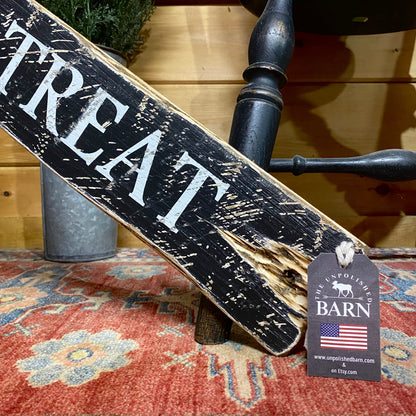 TREAT
THE UNPOLISHED
BARN
www.unpolishedbarn.com
&
on Etsy.com